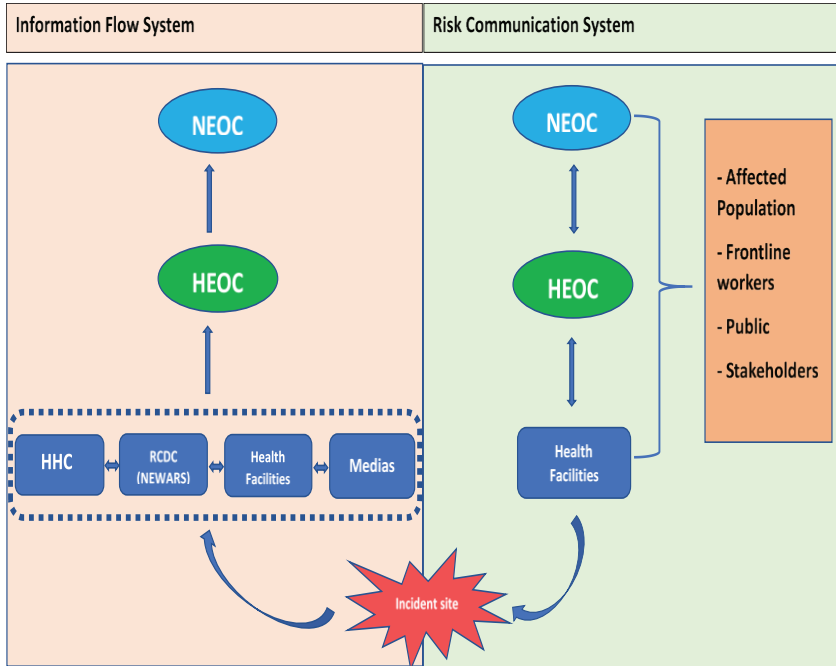 Information Flow System
Risk Communication System
NEOC
HEOC
HHC
RCDC
(NEWARS)
Health
Facilities
Medias
NEOC
HEOC
Health
Facilities
- Affected
Population
- Frontline
workers
- Public
- Stakeholders
Incident site